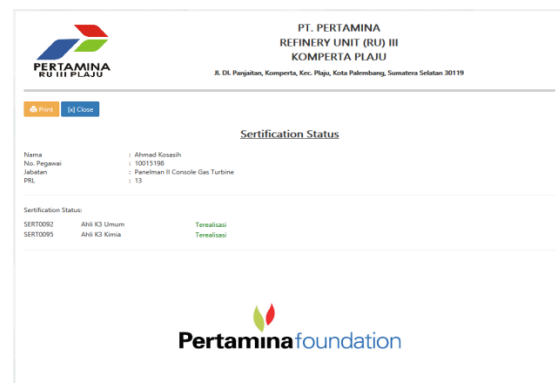 PERTAMINA
RU III PLAJU
PT. PERTAMINA
REFINERY UNIT (RU) III
KOMPERTA PLAJU
Jl. DI. Panjaitan, Komperta, Kec. Plaju, Kota Palembang, Sumatera Selatan 30119
Print [x] Close
Sertification Status
Nama : Ahmad Kosasih
No. Pegawai : 10015198
Jabatan : Panelman II Console Gas Turbine
PRL : 13
Sertification Status:
SERT0092 Ahli K3 Umum Terealisasi
SERT0095 Ahli K3 Kimia Terealisasi
Pertamina foundation